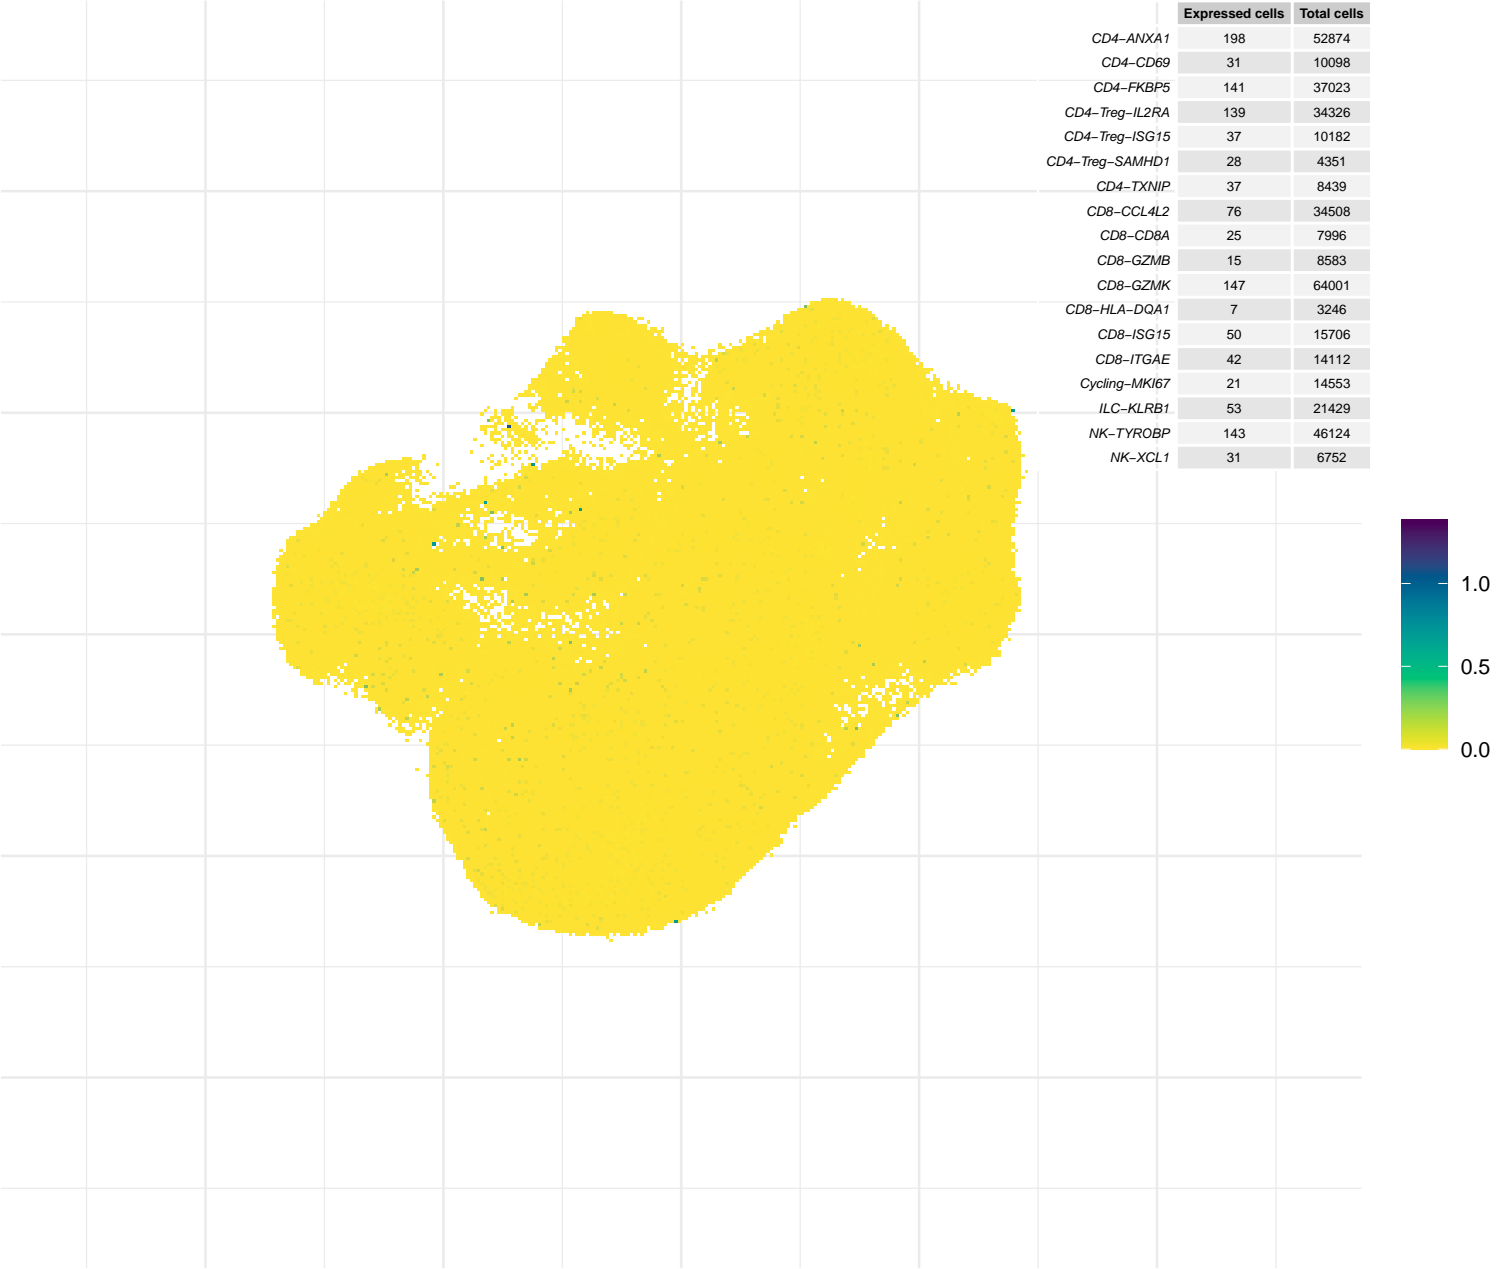 Expressed cells Total cells
CD4−ANXA1 198 52874
CD4−CD69 31 10098
CD4−FKBP5 141 37023
CD4−Treg−IL2RA 139 34326
CD4−Treg−ISG15 37 10182
CD4−Treg−SAMHD1 28 4351
CD4−TXNIP 37 8439
CD8−CCL4L2 76 34508
CD8−CD8A 25 7996
CD8−GZMB 15 8583
CD8−GZMK 147 64001
CD8−HLA−DQA1 7 3246
CD8−ISG15 50 15706
CD8−ITGAE 42 14112
Cycling−MKI67 21 14553
ILC−KLRB1 53 21429
NK−TYROBP 143 46124
NK−XCL1 31 6752
1.0
0.5
0.0